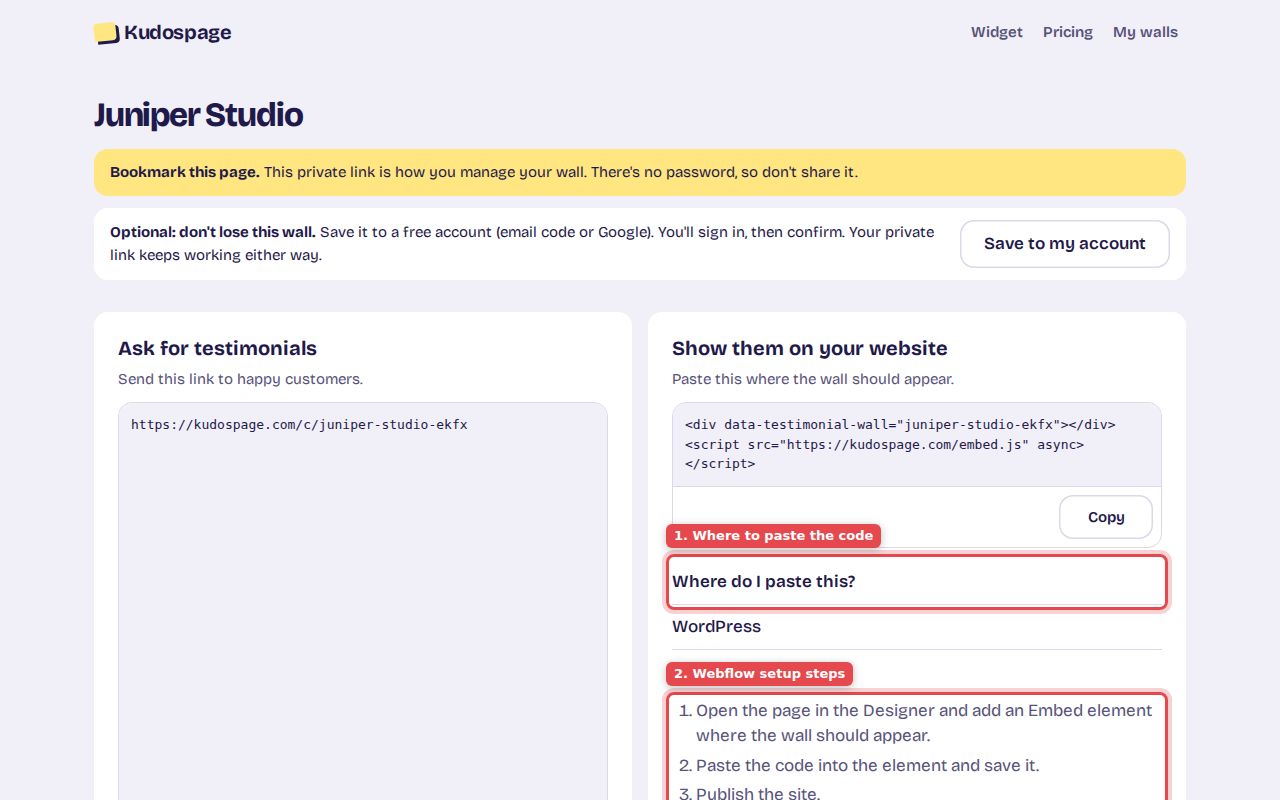 Kudospage
Widget
Pricing
My walls
Juniper Studio
Bookmark this page. This private link is how you manage your wall. There's no password, so don't share it.
Optional: don't lose this wall. Save it to a free account (email code or Google). You'll sign in, then confirm. Your private
link keeps working either way.
Save to my account
Ask for testimonials
Send this link to happy customers.
https://kudospage.com/c/juniper-studio-ekfx
Show them on your website
Paste this where the wall should appear.
<div data-testimonial-wall="juniper-studio-ekfx"></div>
<script src="https://kudospage.com/embed.js" async>
</script>
Copy
1. Where to paste the code
Where do I paste this?
WordPress
2. Webflow setup steps
1. Open the page in the Designer and add an Embed element
where the wall should appear.
2. Paste the code into the element and save it.
3. Publish the site.